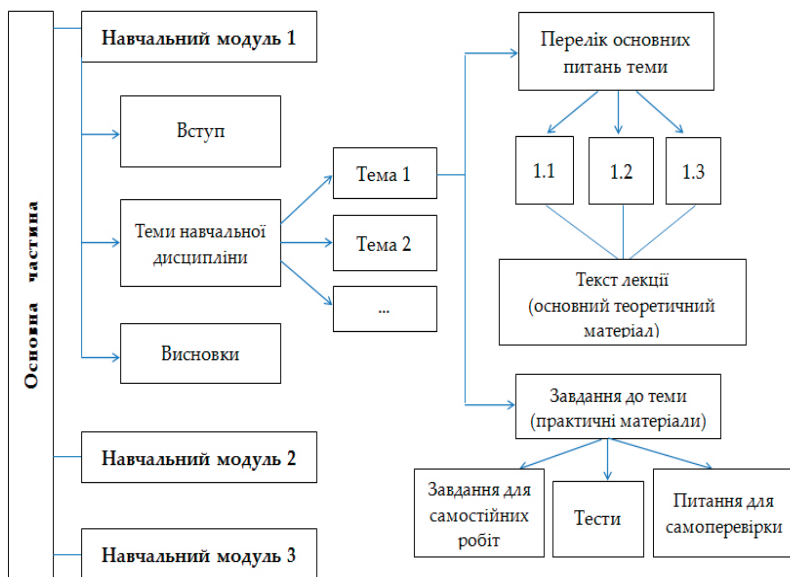 Основна частина
Навчальний модуль 1
Вступ
Теми навчальної
дисципліни
Висновки
Тема 1
Тема 2
...
Перелік основних
питань теми
1.1
1.2
1.3
Текст лекції
(основний теоретичний
матеріал)
Завдання до теми
(практичні матеріали)
Завдання для
самостійних
робіт
Тести
Питання для
самоперевірки
Навчальний модуль 2
Навчальний модуль 3